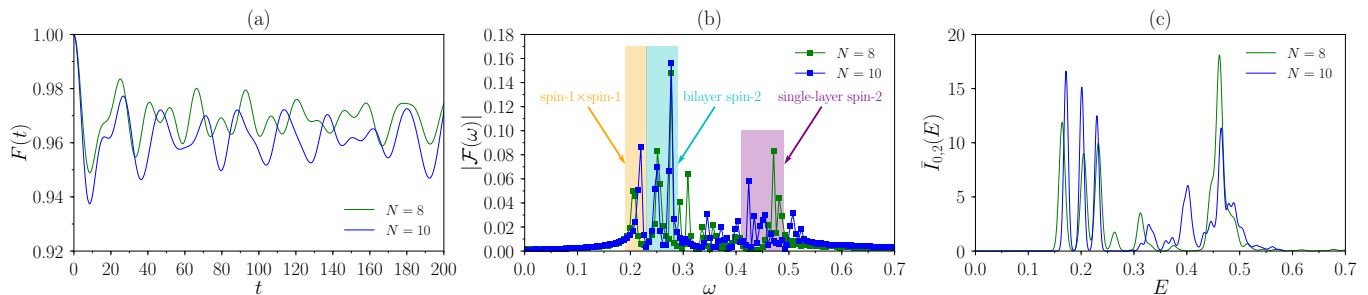 (a)
1.00
0.98
0.96
0.94
0.92
F(t)
0 20 40 60 80 100 120 140 160 180 200
t
N = 8
N = 10
(b)
0.18
0.16
0.14
0.12
0.10
0.08
0.06
0.04
0.02
0.00
|ℱ(ω)|
0.0 0.1 0.2 0.3 0.4 0.5 0.6 0.7
ω
N = 8
N = 10
spin-1×spin-1
bilayer spin-2
single-layer spin-2
(c)
20
15
10
5
0
Ī₀,₂(E)
0.0 0.1 0.2 0.3 0.4 0.5 0.6 0.7
E
N = 8
N = 10